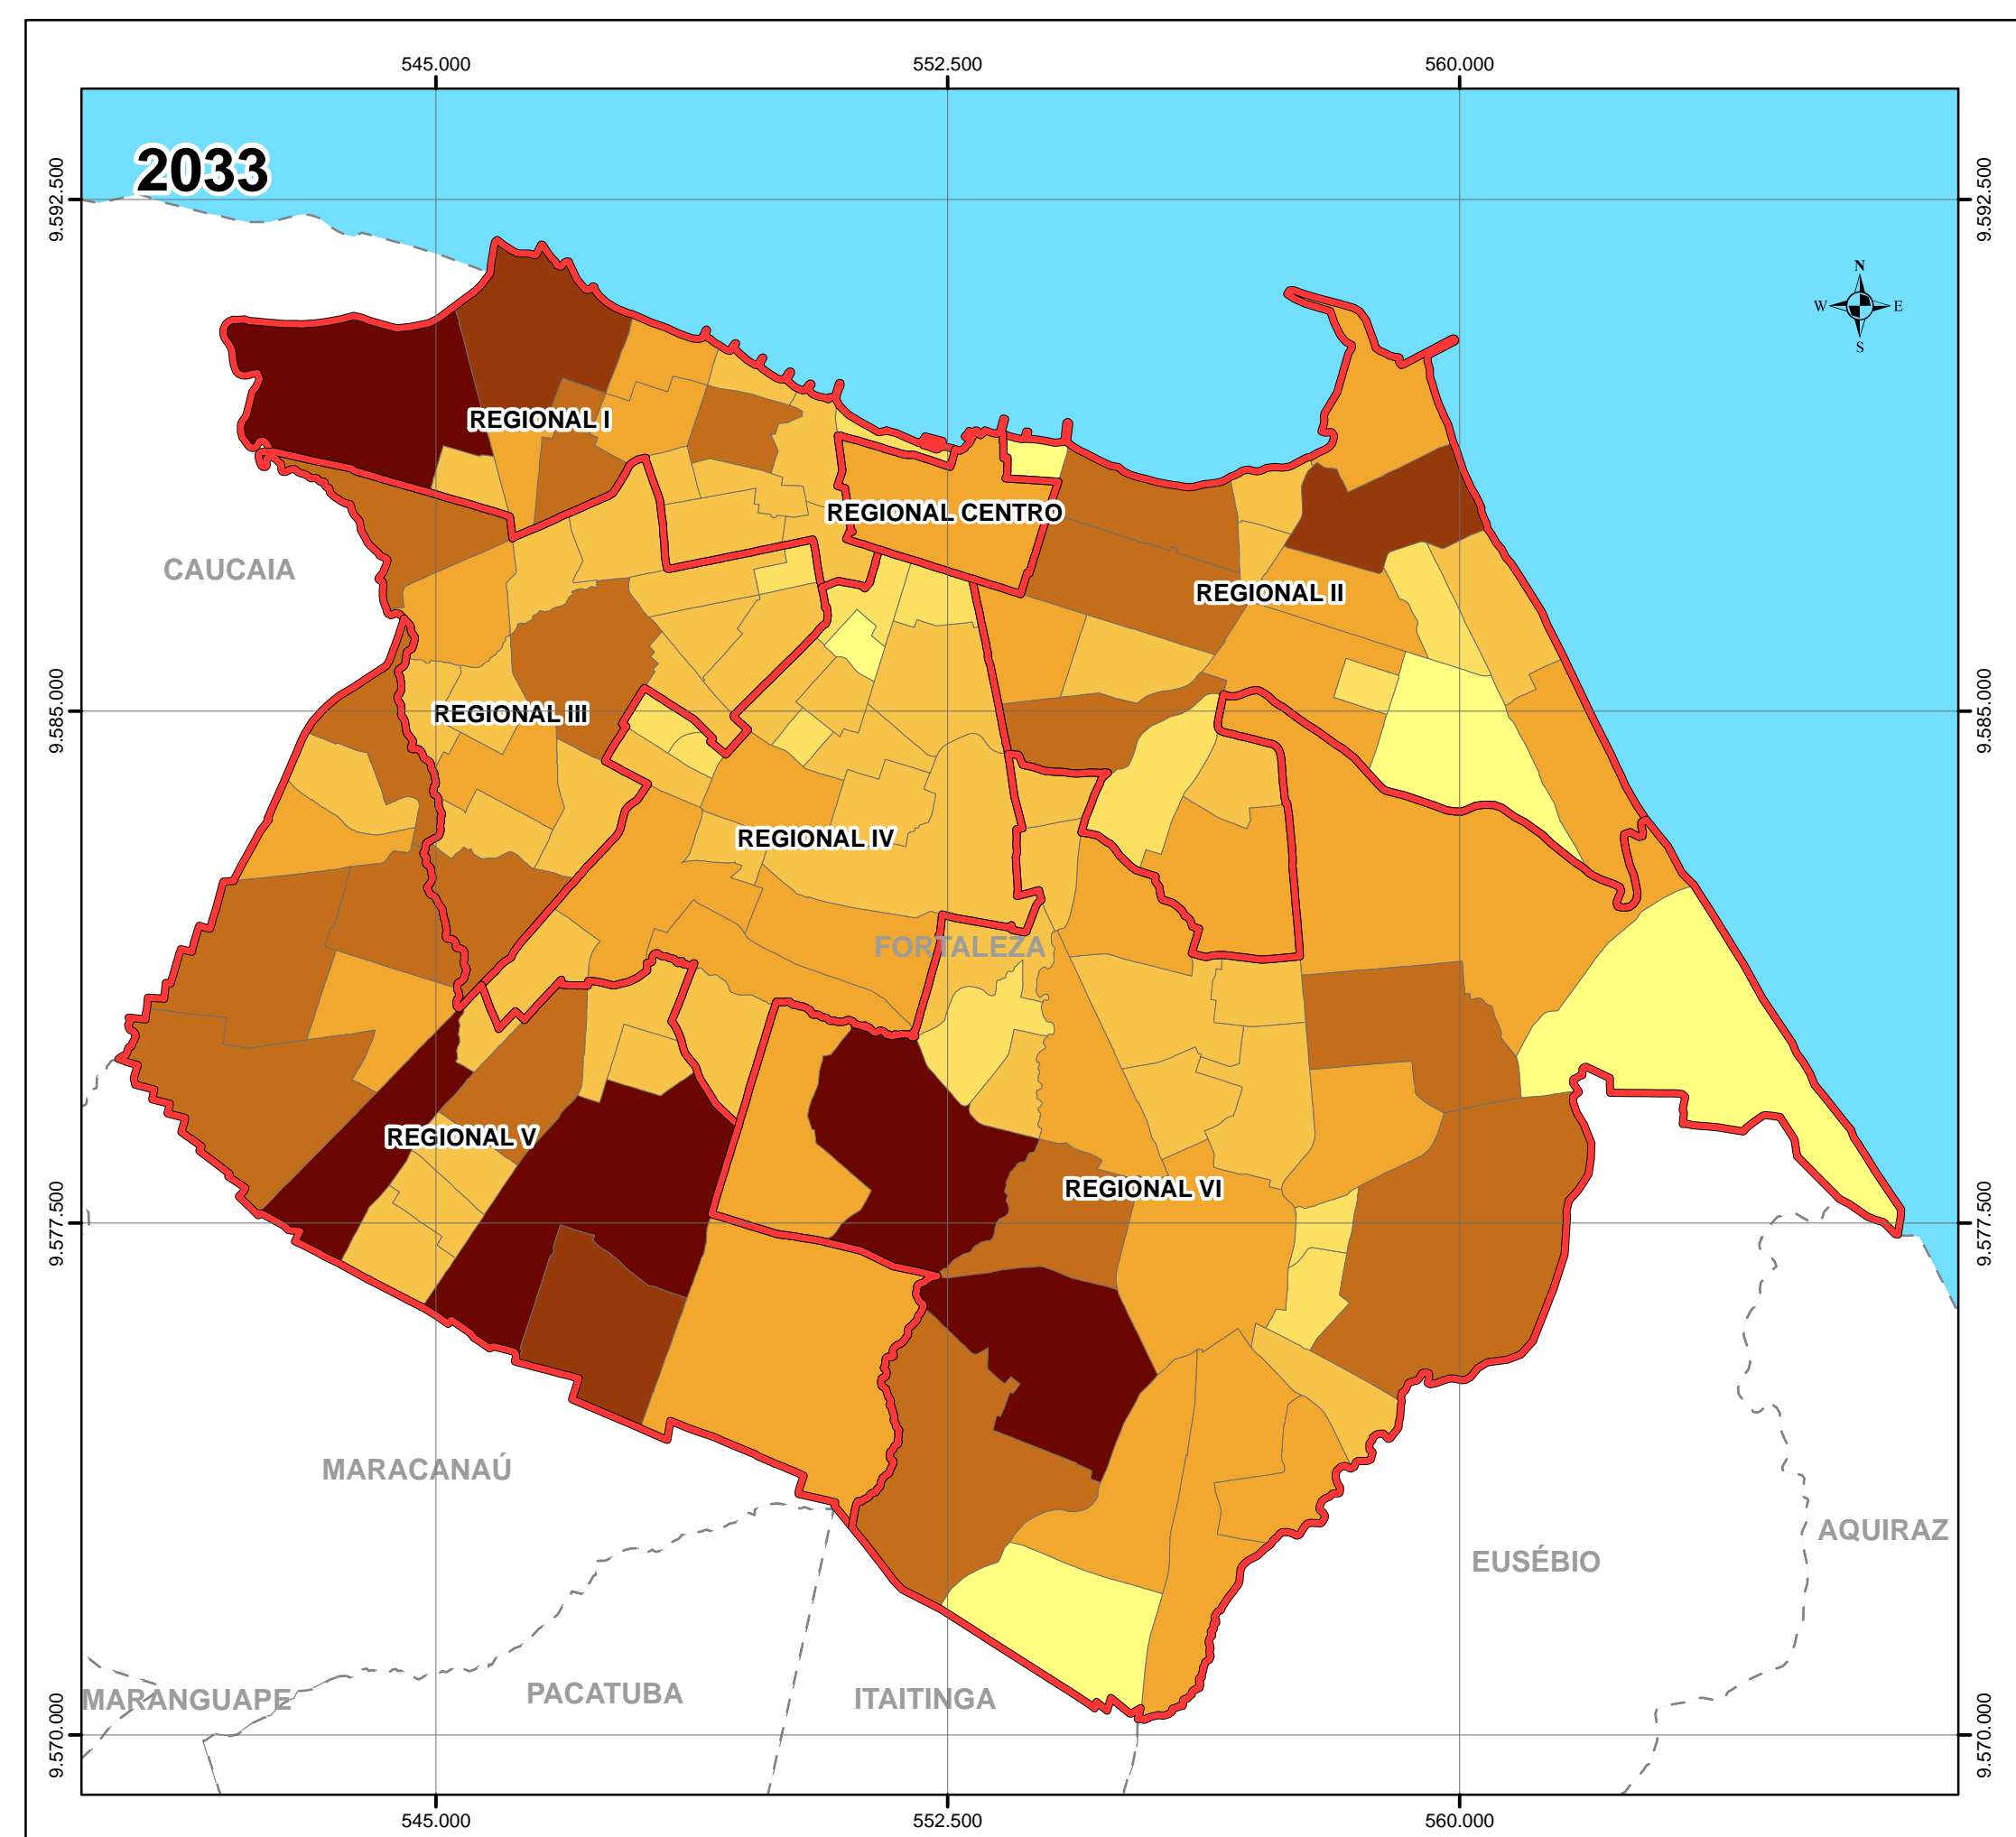 545.000 552.500 560.000
2033
9.592.500 9.592.500
N
W E
S
REGIONAL I
REGIONAL CENTRO
CAUCAIA
REGIONAL II
9.585.000 9.585.000
REGIONAL III
REGIONAL IV
FORTALEZA
REGIONAL V
REGIONAL VI
9.577.500 9.577.500
MARACANAÚ
AQUIRAZ
EUSÉBIO
MARANGUAPE PACATUBA ITAITINGA
9.570.000 9.570.000
545.000 552.500 560.000